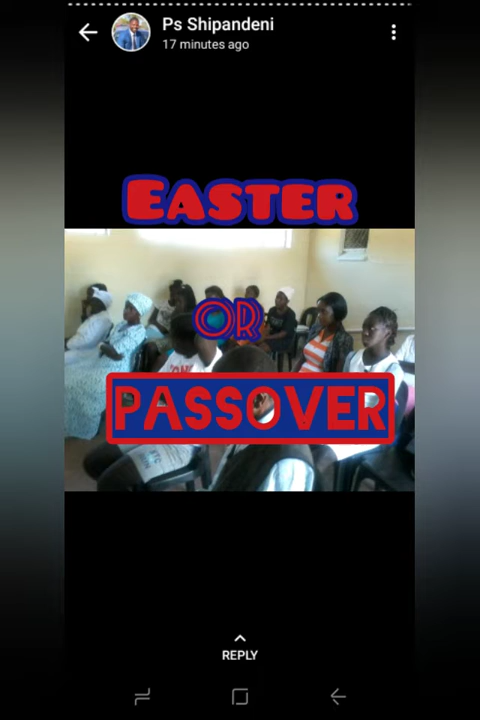 Ps Shipandeni
17 minutes ago
EASTER
OR
PASSOVER
REPLY